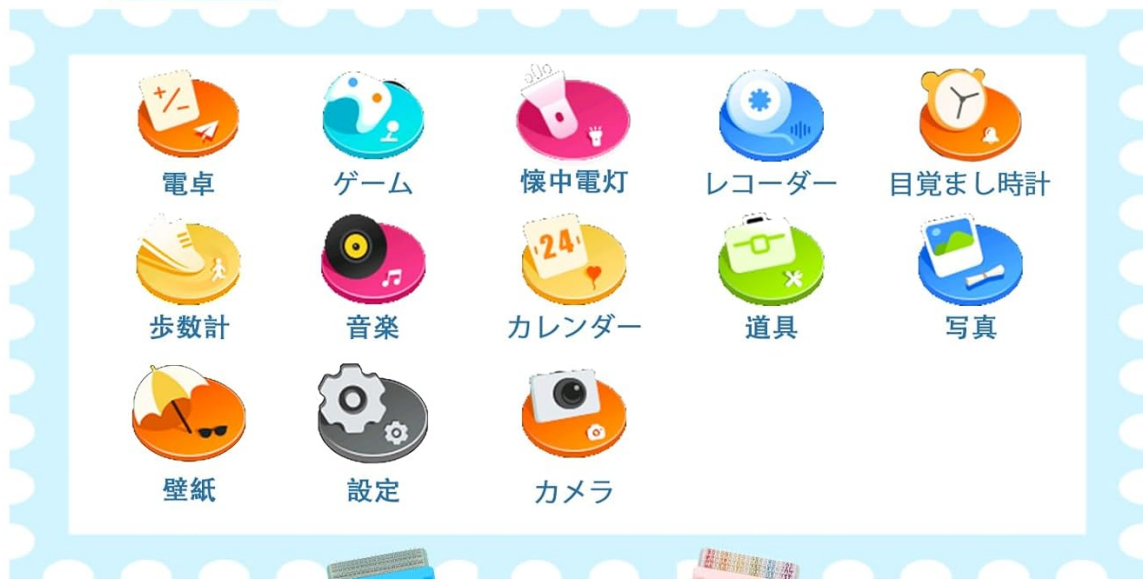 電卓 ゲーム 懐中電灯 レコーダー 目覚まし時計
24
歩数計 音楽 カレンダー 道具 写真
壁紙 設定 カメラ